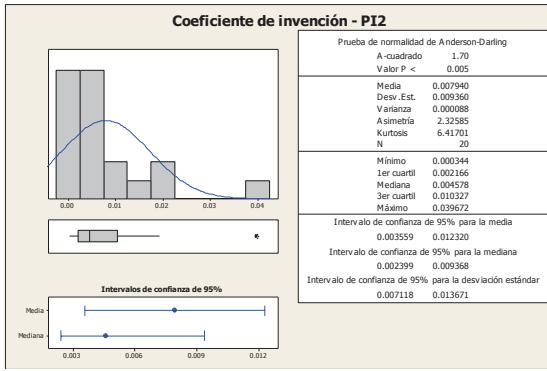 Coeficiente de invención - PI2
Prueba de normalidad de Anderson-Darling
A-cuadrado 1.70
Valor P < 0.005
Media 0.007940
Desv.Est. 0.009360
Varianza 0.000088
Asimetría 2.32585
Kurtosis 6.41701
N 20
Mínimo 0.000344
1er cuartil 0.002166
Mediana 0.004578
3er cuartil 0.010327
Máximo 0.039672
Intervalo de confianza de 95% para la media
0.003559 0.012320
Intervalo de confianza de 95% para la mediana
0.002399 0.009368
Intervalo de confianza de 95% para la desviación estándar
0.007118 0.013671
0.00 0.01 0.02 0.03 0.04
Intervalos de confianza de 95%
Media
Mediana
0.003 0.006 0.009 0.012